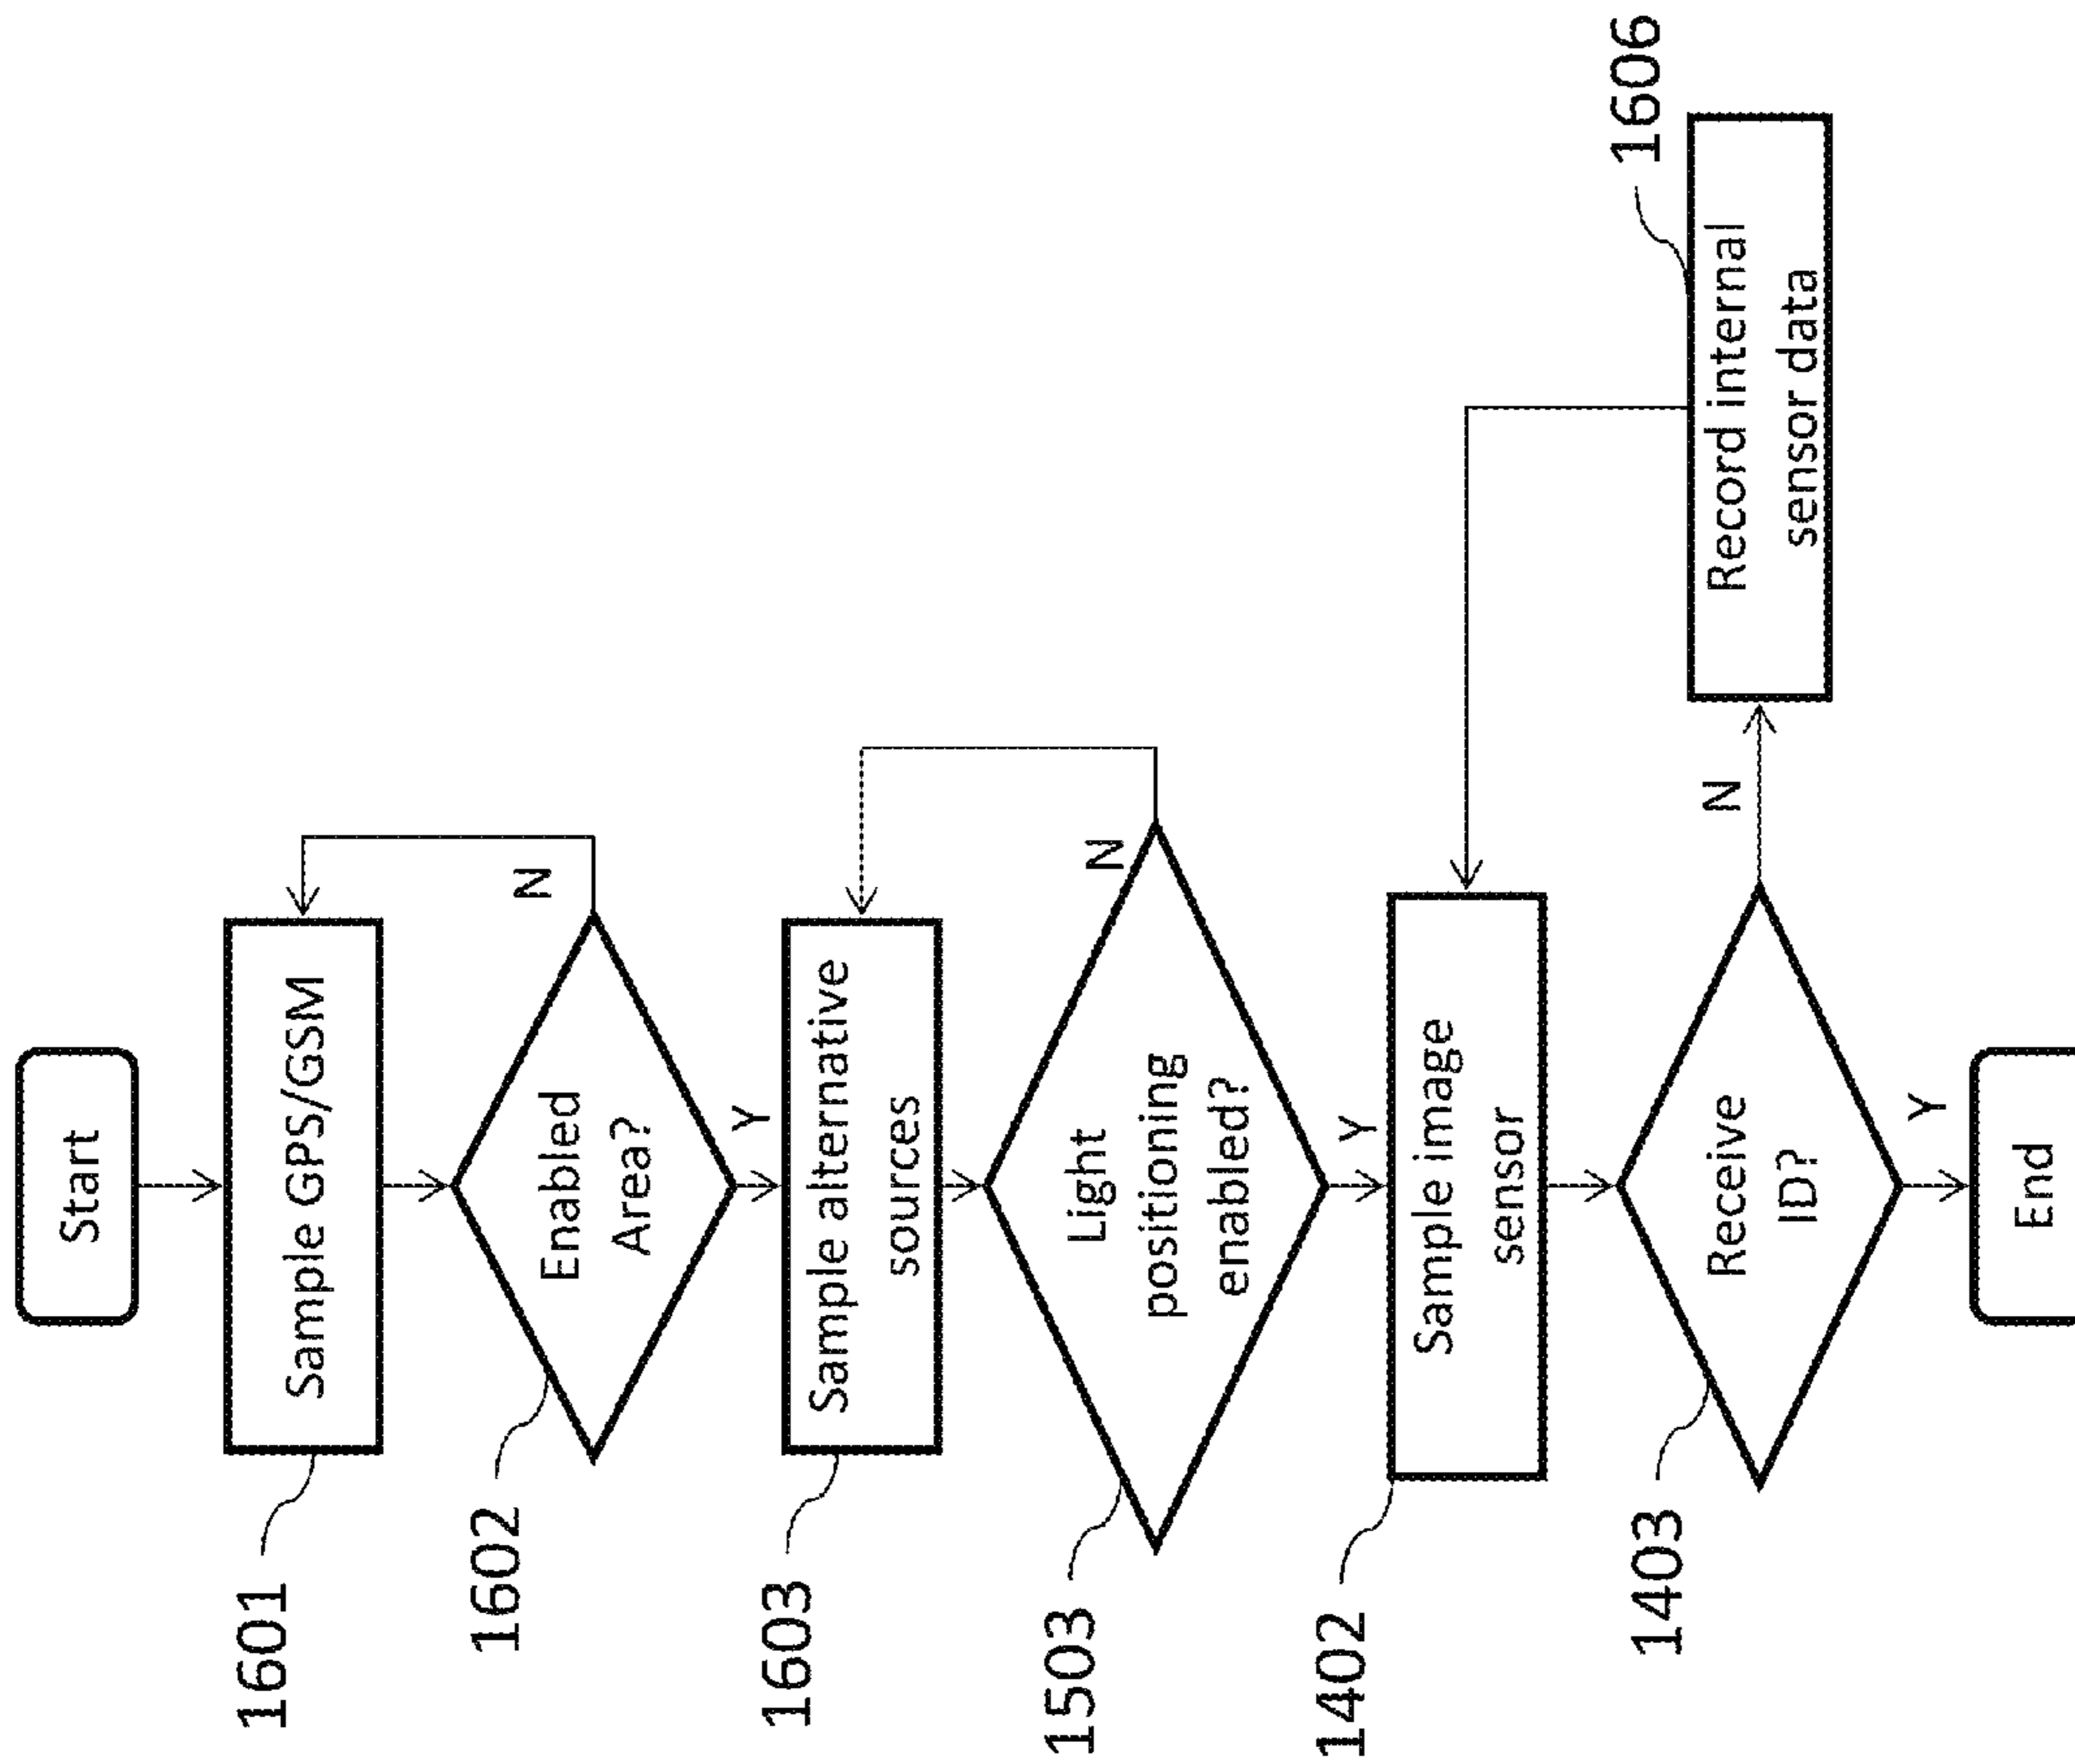 Start
1601
Sample GPS/GSM
1602
Enabled
Area?
N
Y
1603
Sample alternative
sources
1503
Light
positioning
enabled?
N
Y
1402
Sample image
sensor
1403
Receive
ID?
N
1606
Record internal
sensor data
Y
End